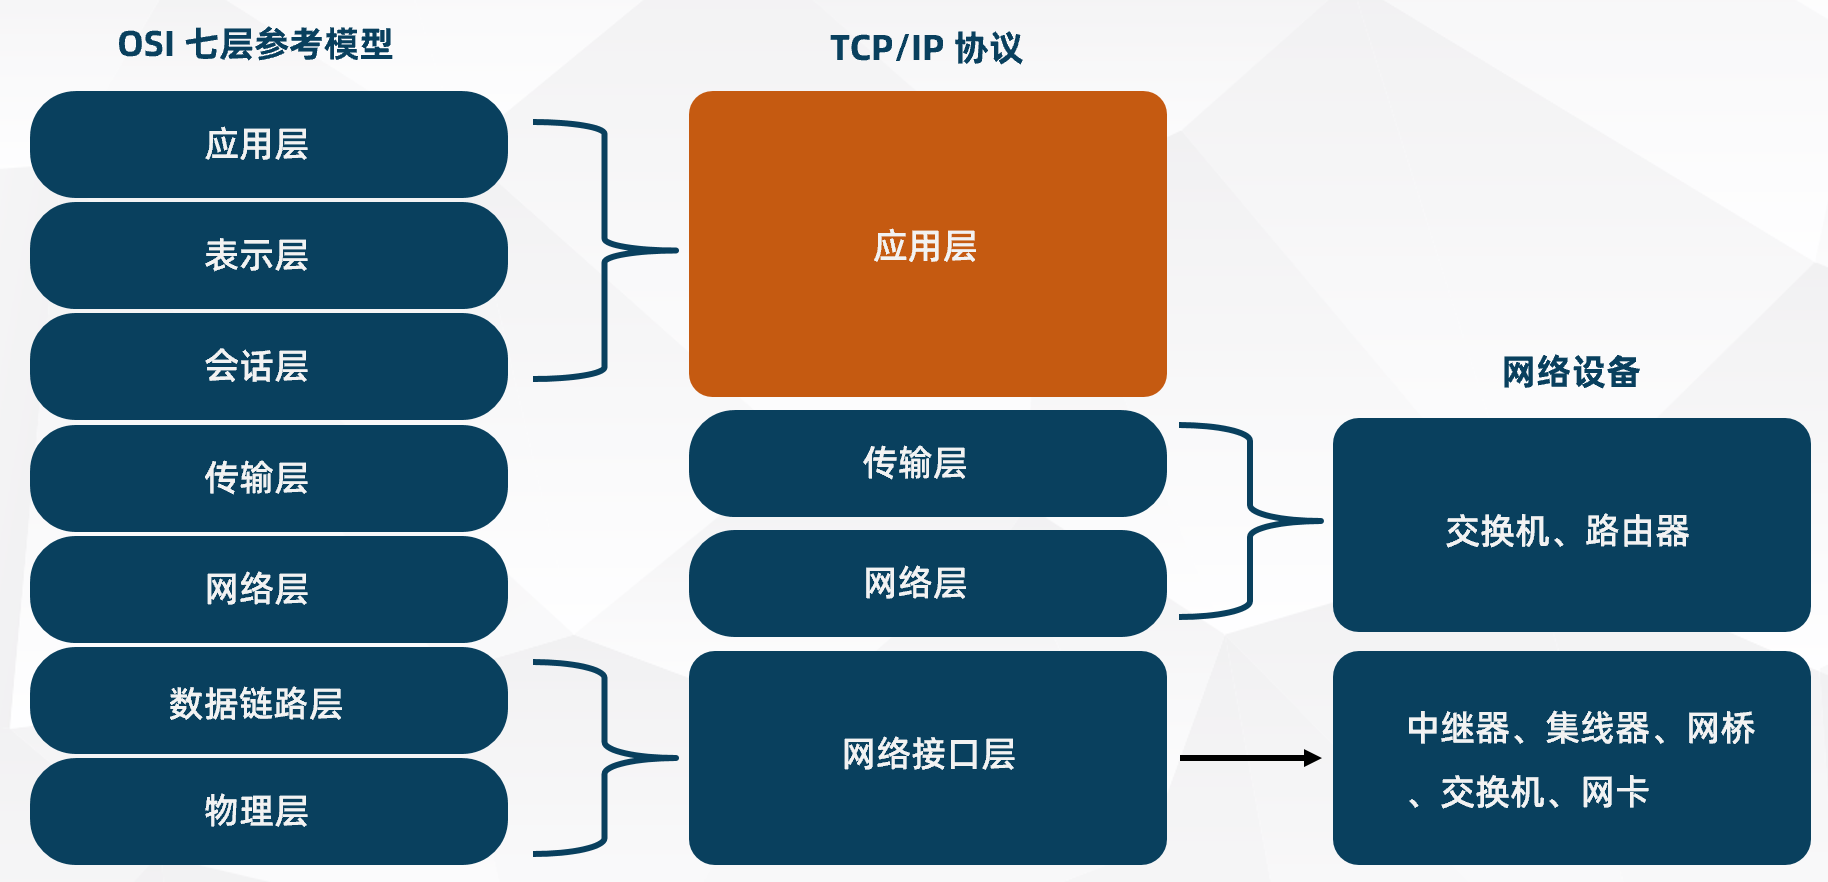 OSI 七层参考模型
应用层
表示层
会话层
传输层
网络层
数据链路层
物理层
TCP/IP 协议
应用层
传输层
网络层
网络接口层
网络设备
交换机、路由器
中继器、集线器、网桥
、交换机、网卡